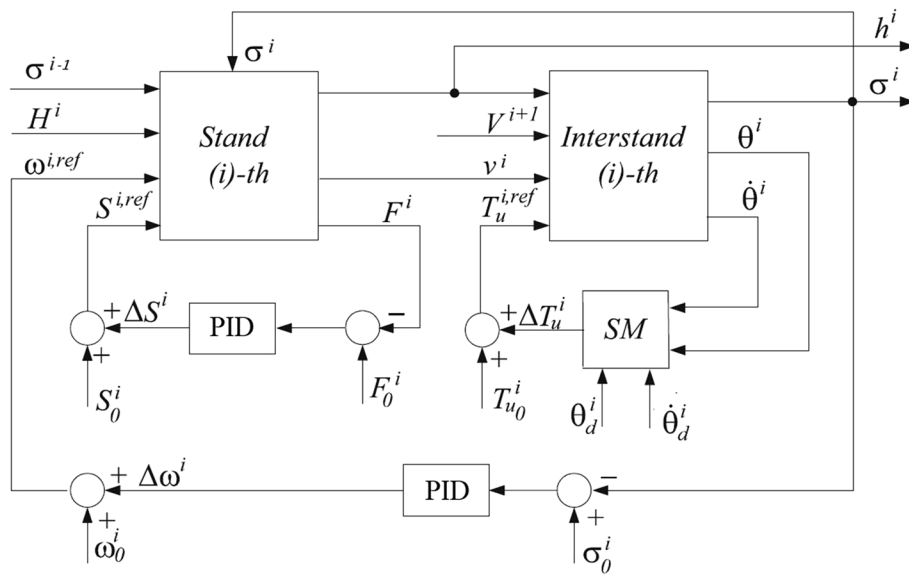 σ^i
h^i
σ^{i-1}
σ^i
H^i
Stand
(i)-th
V^{i+1}
Interstand
(i)-th
θ^i
ω^{i,ref}
v^i
S^{i,ref}
F^i
T_u^{i,ref}
θ̇^i
+ ΔS^i
PID
−
+ ΔT_u^i
SM
+
+
S_0^i
F_0^i
T_{u_0}^i
θ_d^i
θ̇_d^i
+ Δω^i
PID
−
+
+
ω_0^i
σ_0^i